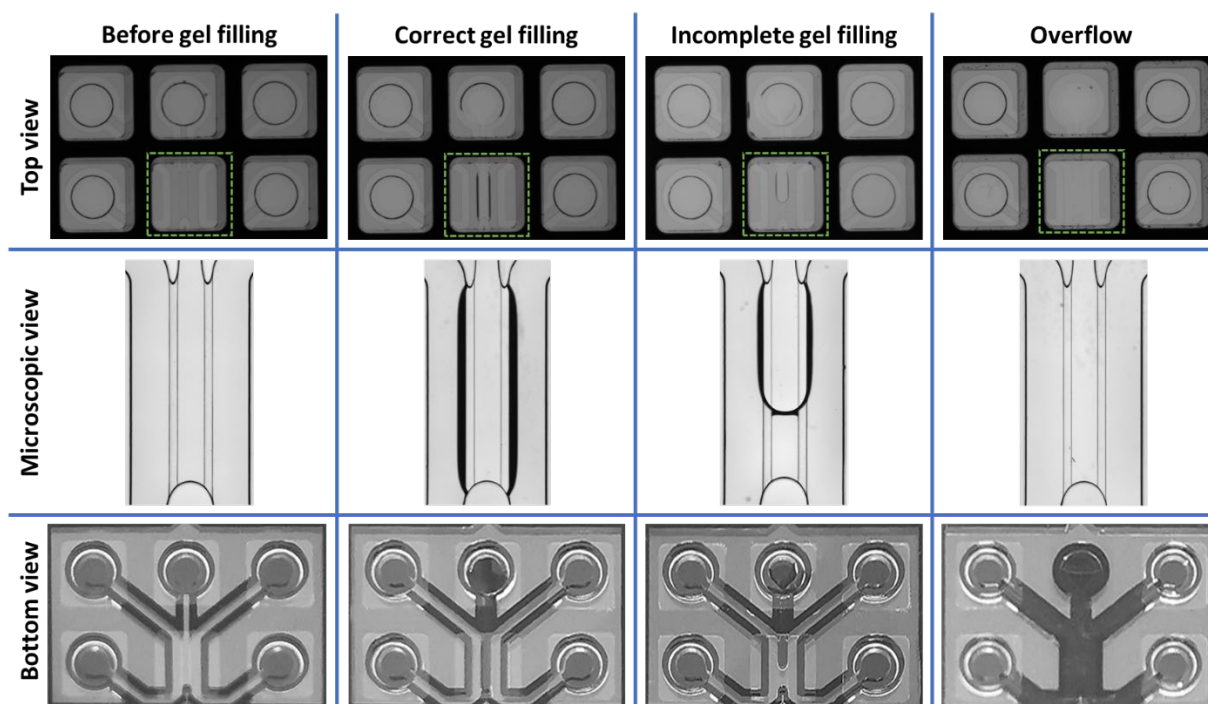 Before gel filling
Correct gel filling
Incomplete gel filling
Overflow
Top view
Microscopic view
Bottom view